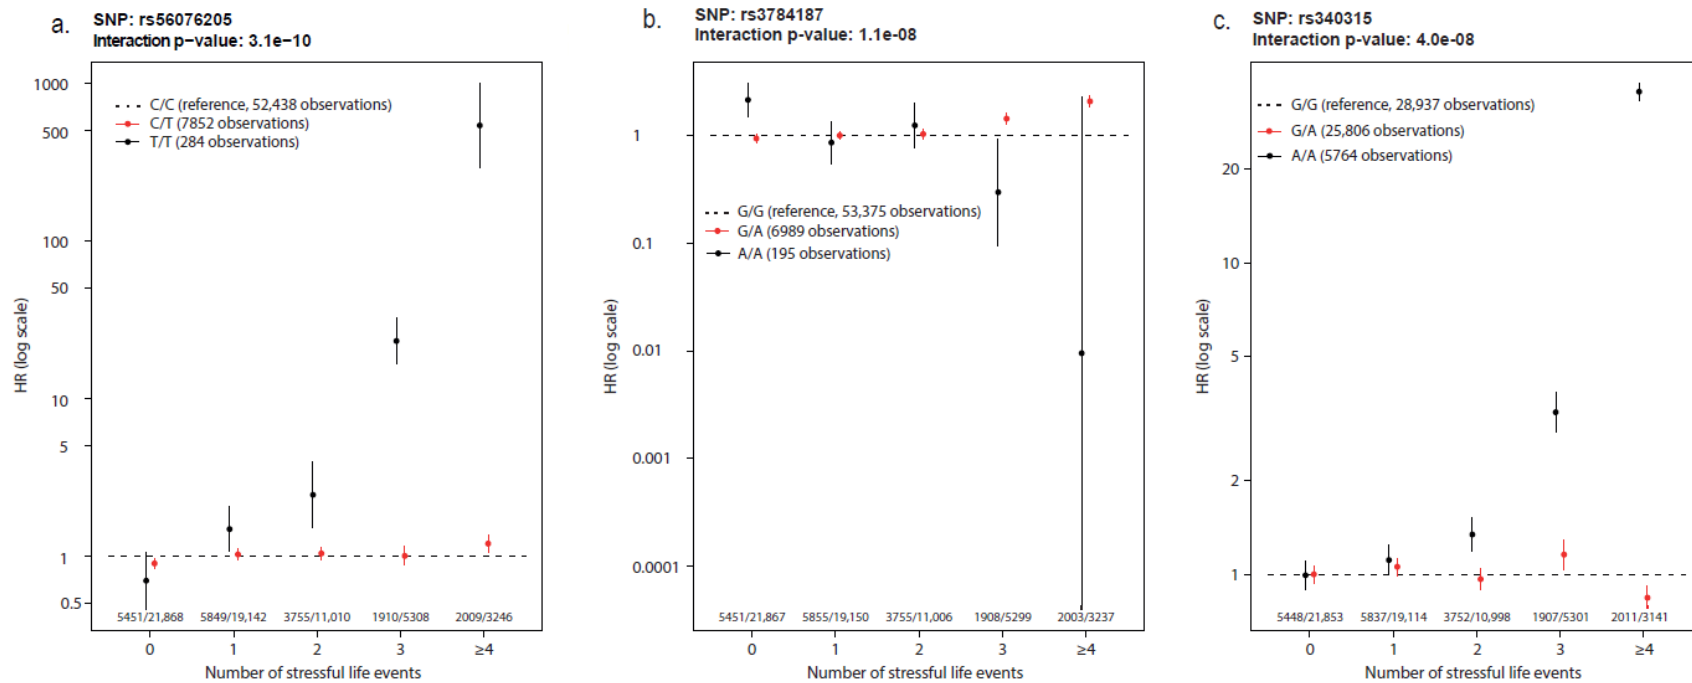 a.
SNP: rs56076205
Interaction p−value: 3.1e−10
C/C (reference, 52,438 observations)
C/T (7852 observations)
T/T (284 observations)
HR (log scale)
1000
500
100
50
10
5
1
0.5
5451/21,868 5849/19,142 3755/11,010 1910/5308 2009/3246
0 1 2 3 ≥4
Number of stressful life events
b.
SNP: rs3784187
Interaction p-value: 1.1e-08
G/G (reference, 53,375 observations)
G/A (6989 observations)
A/A (195 observations)
HR (log scale)
1
0.1
0.01
0.001
0.0001
5451/21,867 5855/19,150 3755/11,006 1908/5299 2003/3237
0 1 2 3 ≥4
Number of stressful life events
c.
SNP: rs340315
Interaction p-value: 4.0e-08
G/G (reference, 28,937 observations)
G/A (25,806 observations)
A/A (5764 observations)
HR (log scale)
20
10
5
2
1
5448/21,853 5837/19,114 3752/10,998 1907/5301 2011/3141
0 1 2 3 ≥4
Number of stressful life events